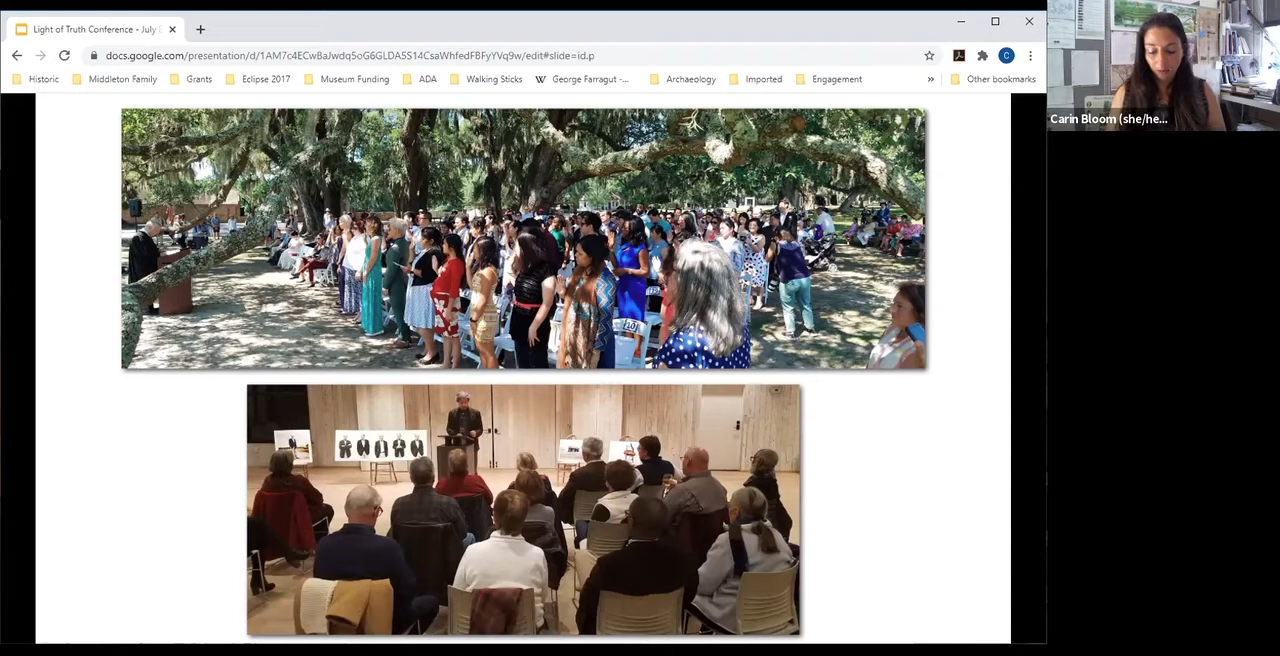 Light of Truth Conference - July
docs.google.com/presentation/d/1AM7c4ECwBaJwdq5oG6GLDA5S14CsaWhfedFBFyYVq9w/edit#slide=id.p
C
Historic
Middleton Family
Grants
Eclipse 2017
Museum Funding
ADA
Walking Sticks
W George Farragut -...
Archaeology
Imported
Engagement
»
Other bookmarks
Carin Bloom (she/he...